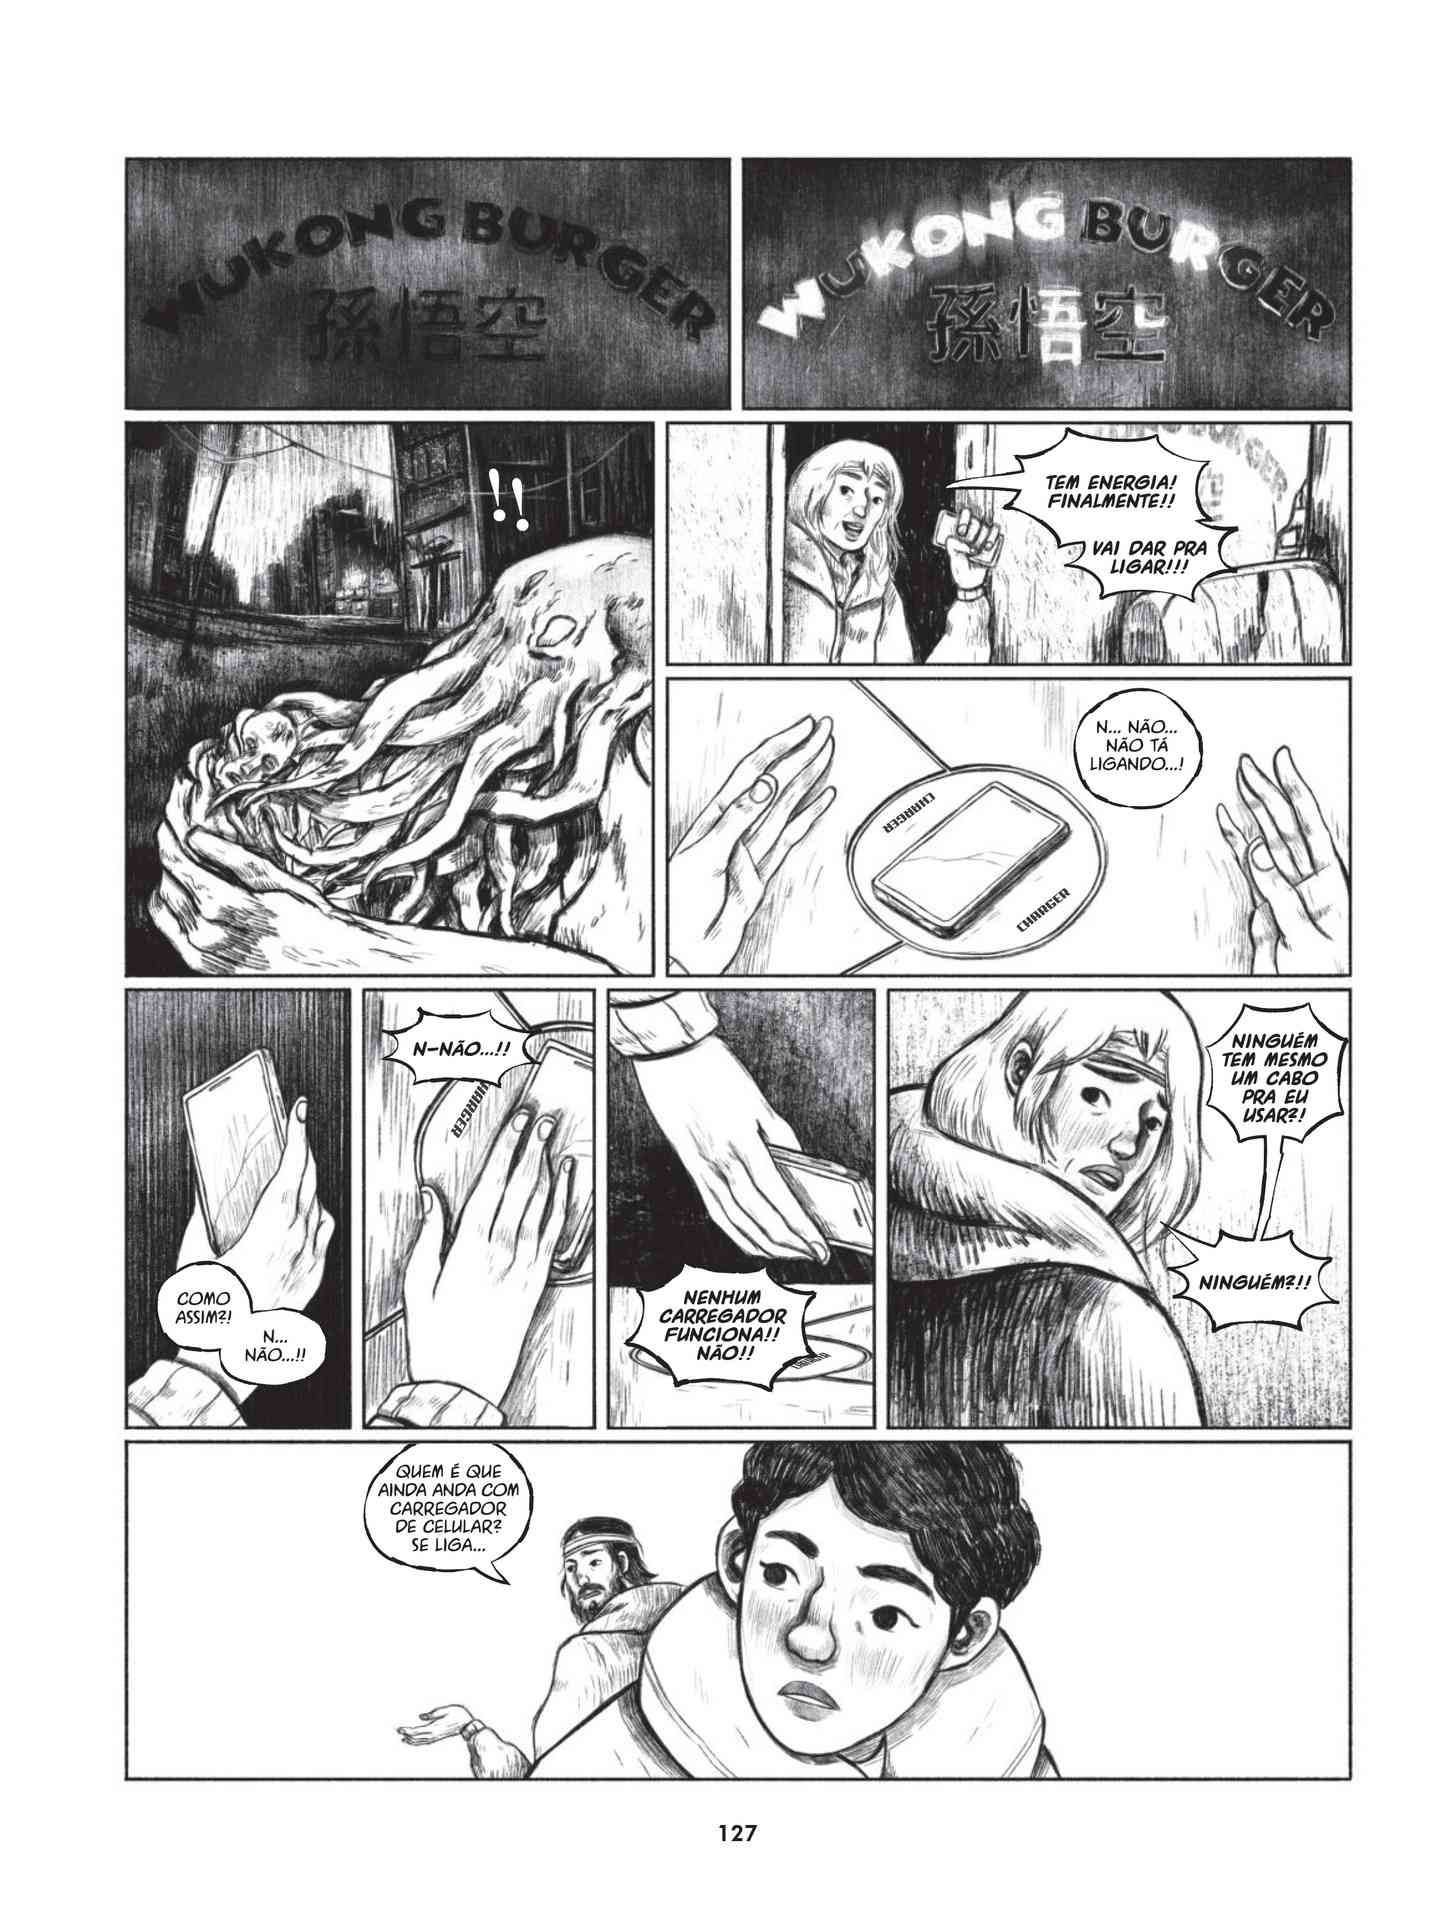 WUKONG BURGER
孫悟空
WUKONG BURGER
孫悟空
!!
TEM ENERGIA!
FINALMENTE!!
VAI DAR PRA
LIGAR!!!
N... NÃO...
NÃO TÁ
LIGANDO...!
CHARGER
CHARGER
COMO
ASSIM?!
N...
NÃO...!!
N-NÃO...!!
CHARGER
NENHUM
CARREGADOR
FUNCIONA!!
NÃO!!
NINGUÉM
TEM MESMO
UM CABO
PRA EU
USAR?!
NINGUÉM?!!
QUEM É QUE
AINDA ANDA COM
CARREGADOR
DE CELULAR?
SE LIGA...
127